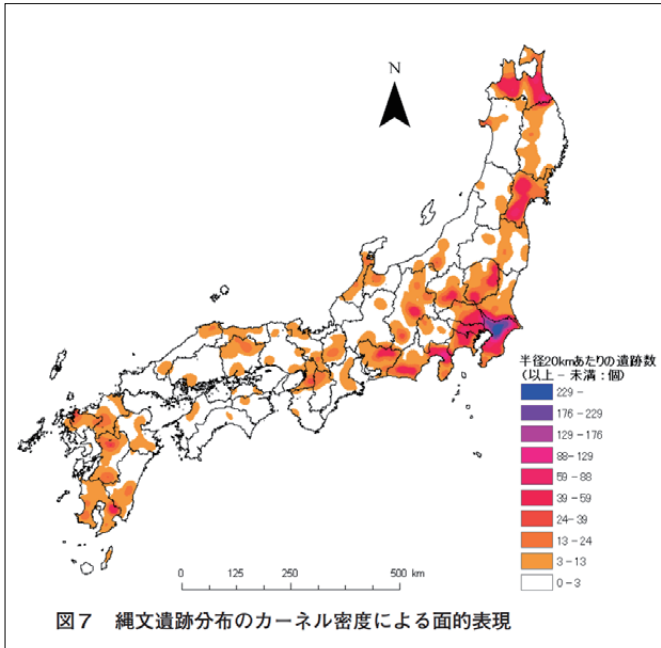 N
半径20kmあたりの遺跡数
(以上 - 未満 : 個)
229 -
176 - 229
129 - 176
88 - 129
59 - 88
39 - 59
24 - 39
13 - 24
3 - 13
0 - 3
0 125 250 500 km
図7 縄文遺跡分布のカーネル密度による面的表現